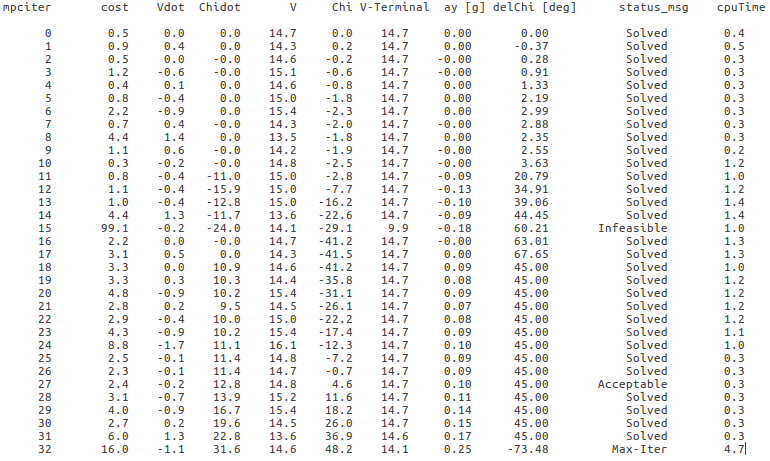 mpciter cost Vdot Chidot V Chi V-Terminal ay [g] delChi [deg] status_msg cpuTime
0 0.5 0.0 0.0 14.7 0.0 14.7 0.00 0.00 Solved 0.4
1 0.9 0.4 0.0 14.3 0.2 14.7 0.00 -0.37 Solved 0.5
2 0.5 0.0 -0.0 14.6 -0.2 14.7 -0.00 0.28 Solved 0.3
3 1.2 -0.6 -0.0 15.1 -0.6 14.7 -0.00 0.91 Solved 0.3
4 0.4 0.1 0.0 14.6 -0.8 14.7 0.00 1.33 Solved 0.3
5 0.8 -0.4 0.0 15.0 -1.8 14.7 0.00 2.19 Solved 0.3
6 2.2 -0.9 0.0 15.4 -2.3 14.7 0.00 2.99 Solved 0.3
7 0.7 0.4 -0.0 14.3 -2.0 14.7 -0.00 2.88 Solved 0.3
8 4.4 1.4 0.0 13.5 -1.8 14.7 0.00 2.35 Solved 0.3
9 1.1 0.6 -0.0 14.2 -1.9 14.7 -0.00 2.55 Solved 0.2
10 0.3 -0.2 -0.0 14.8 -2.5 14.7 -0.00 3.63 Solved 1.2
11 0.8 -0.4 -11.0 15.0 -2.8 14.7 -0.09 20.79 Solved 1.0
12 1.1 -0.4 -15.9 15.0 -7.7 14.7 -0.13 34.91 Solved 1.2
13 1.0 -0.4 -12.8 15.0 -16.2 14.7 -0.10 39.06 Solved 1.4
14 4.4 1.3 -11.7 13.6 -22.6 14.7 -0.09 44.45 Solved 1.4
15 99.1 -0.2 -24.0 14.1 -29.1 9.9 -0.18 60.21 Infeasible 1.0
16 2.2 0.0 -0.0 14.7 -41.2 14.7 -0.00 63.01 Solved 1.3
17 3.1 0.5 0.0 14.3 -41.5 14.7 0.00 67.65 Solved 1.3
18 3.3 0.0 10.9 14.6 -41.2 14.7 0.09 45.00 Solved 1.0
19 3.3 0.3 10.3 14.4 -35.8 14.7 0.08 45.00 Solved 1.2
20 4.8 -0.9 10.2 15.4 -31.1 14.7 0.09 45.00 Solved 1.2
21 2.8 0.2 9.5 14.5 -26.1 14.7 0.07 45.00 Solved 1.2
22 2.9 -0.4 10.0 15.0 -22.2 14.7 0.08 45.00 Solved 1.2
23 4.3 -0.9 10.2 15.4 -17.4 14.7 0.09 45.00 Solved 1.1
24 8.8 -1.7 11.1 16.1 -12.3 14.7 0.10 45.00 Solved 1.0
25 2.5 -0.1 11.4 14.8 -7.2 14.7 0.09 45.00 Solved 0.3
26 2.3 -0.1 11.4 14.7 -0.7 14.7 0.09 45.00 Solved 0.3
27 2.4 -0.2 12.8 14.8 4.6 14.7 0.10 45.00 Acceptable 0.3
28 3.1 -0.7 13.9 15.2 11.6 14.7 0.11 45.00 Solved 0.3
29 4.0 -0.9 16.7 15.4 18.2 14.7 0.14 45.00 Solved 0.3
30 2.7 0.2 19.6 14.5 26.0 14.7 0.15 45.00 Solved 0.3
31 6.0 1.3 22.8 13.6 36.9 14.6 0.17 45.00 Solved 0.3
32 16.0 -1.1 31.6 14.6 48.2 14.1 0.25 -73.48 Max-Iter 4.7